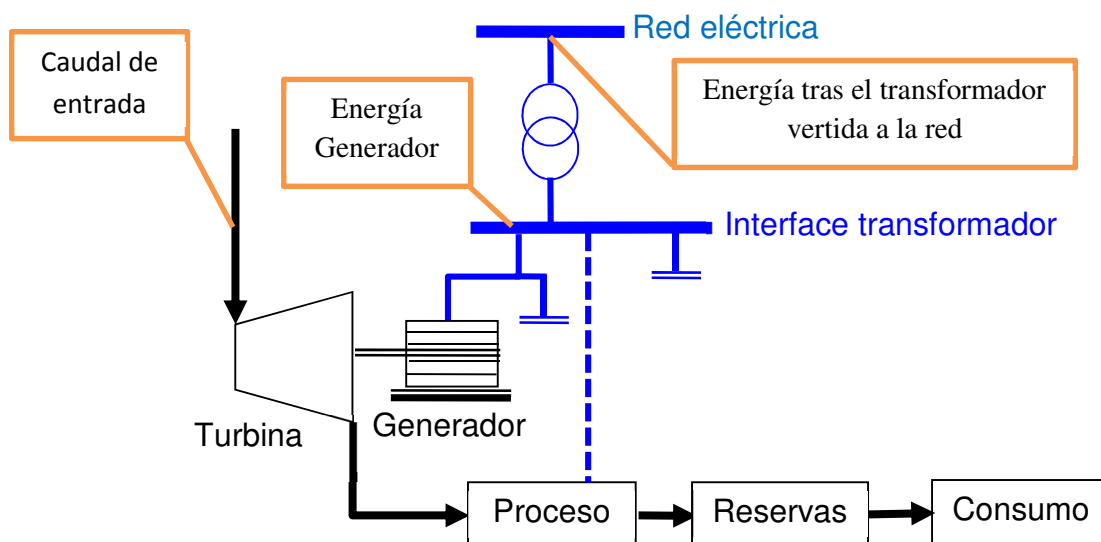 Red eléctrica
Caudal de
entrada
Energía
Generador
Energía tras el transformador
vertida a la red
Interface transformador
Turbina
Generador
Proceso
Reservas
Consumo